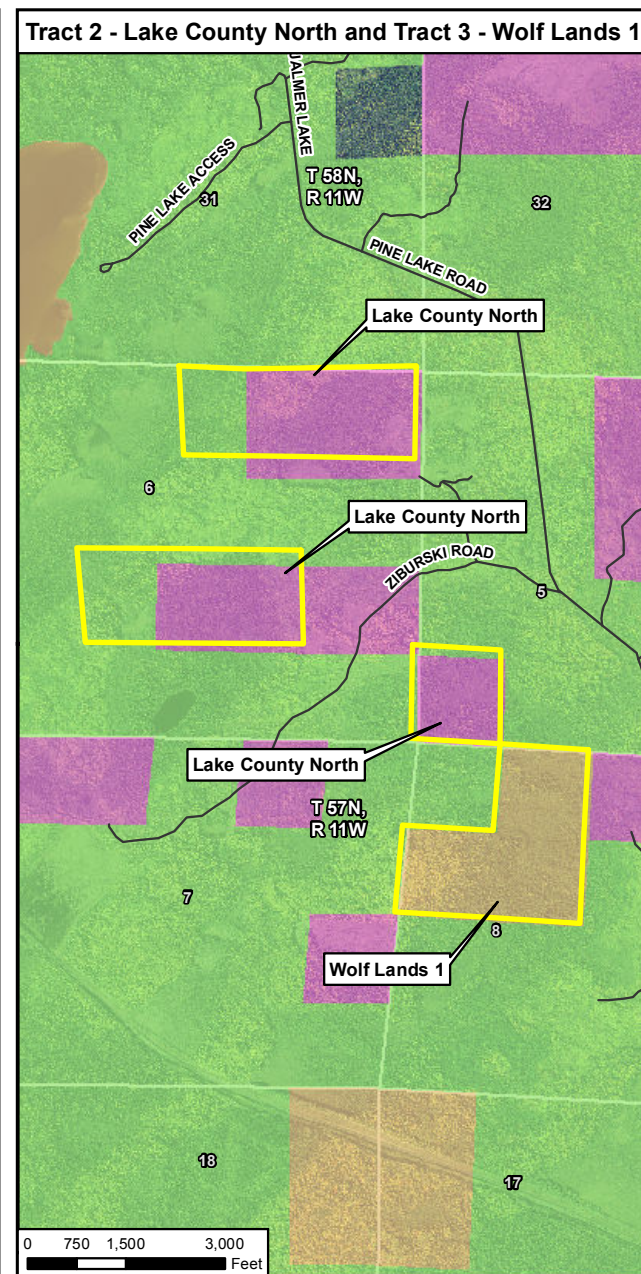 Tract 2 - Lake County North and Tract 3 - Wolf Lands 1
JALMER LAKE
PINE LAKE ACCESS
T 58N,
R 11W
31
32
PINE LAKE ROAD
Lake County North
6
Lake County North
ZIBURSKI ROAD
5
Lake County North
T 57N,
R 11W
7
8
Wolf Lands 1
18
17
0 750 1,500 3,000
Feet